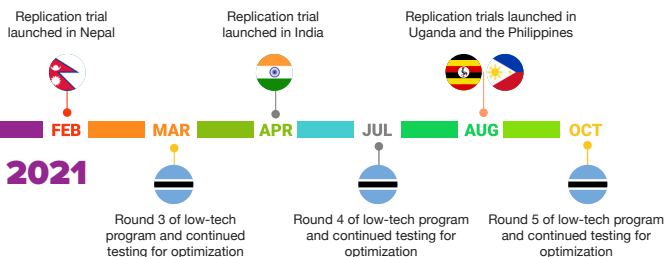 Replication trial
launched in Nepal
Replication trial
launched in India
Replication trials launched in
Uganda and the Philippines
FEB
MAR
APR
JUL
AUG
OCT
2021
Round 3 of low-tech
program and continued
testing for optimization
Round 4 of low-tech program
and continued testing for
optimization
Round 5 of low-tech program
and continued testing for
optimization